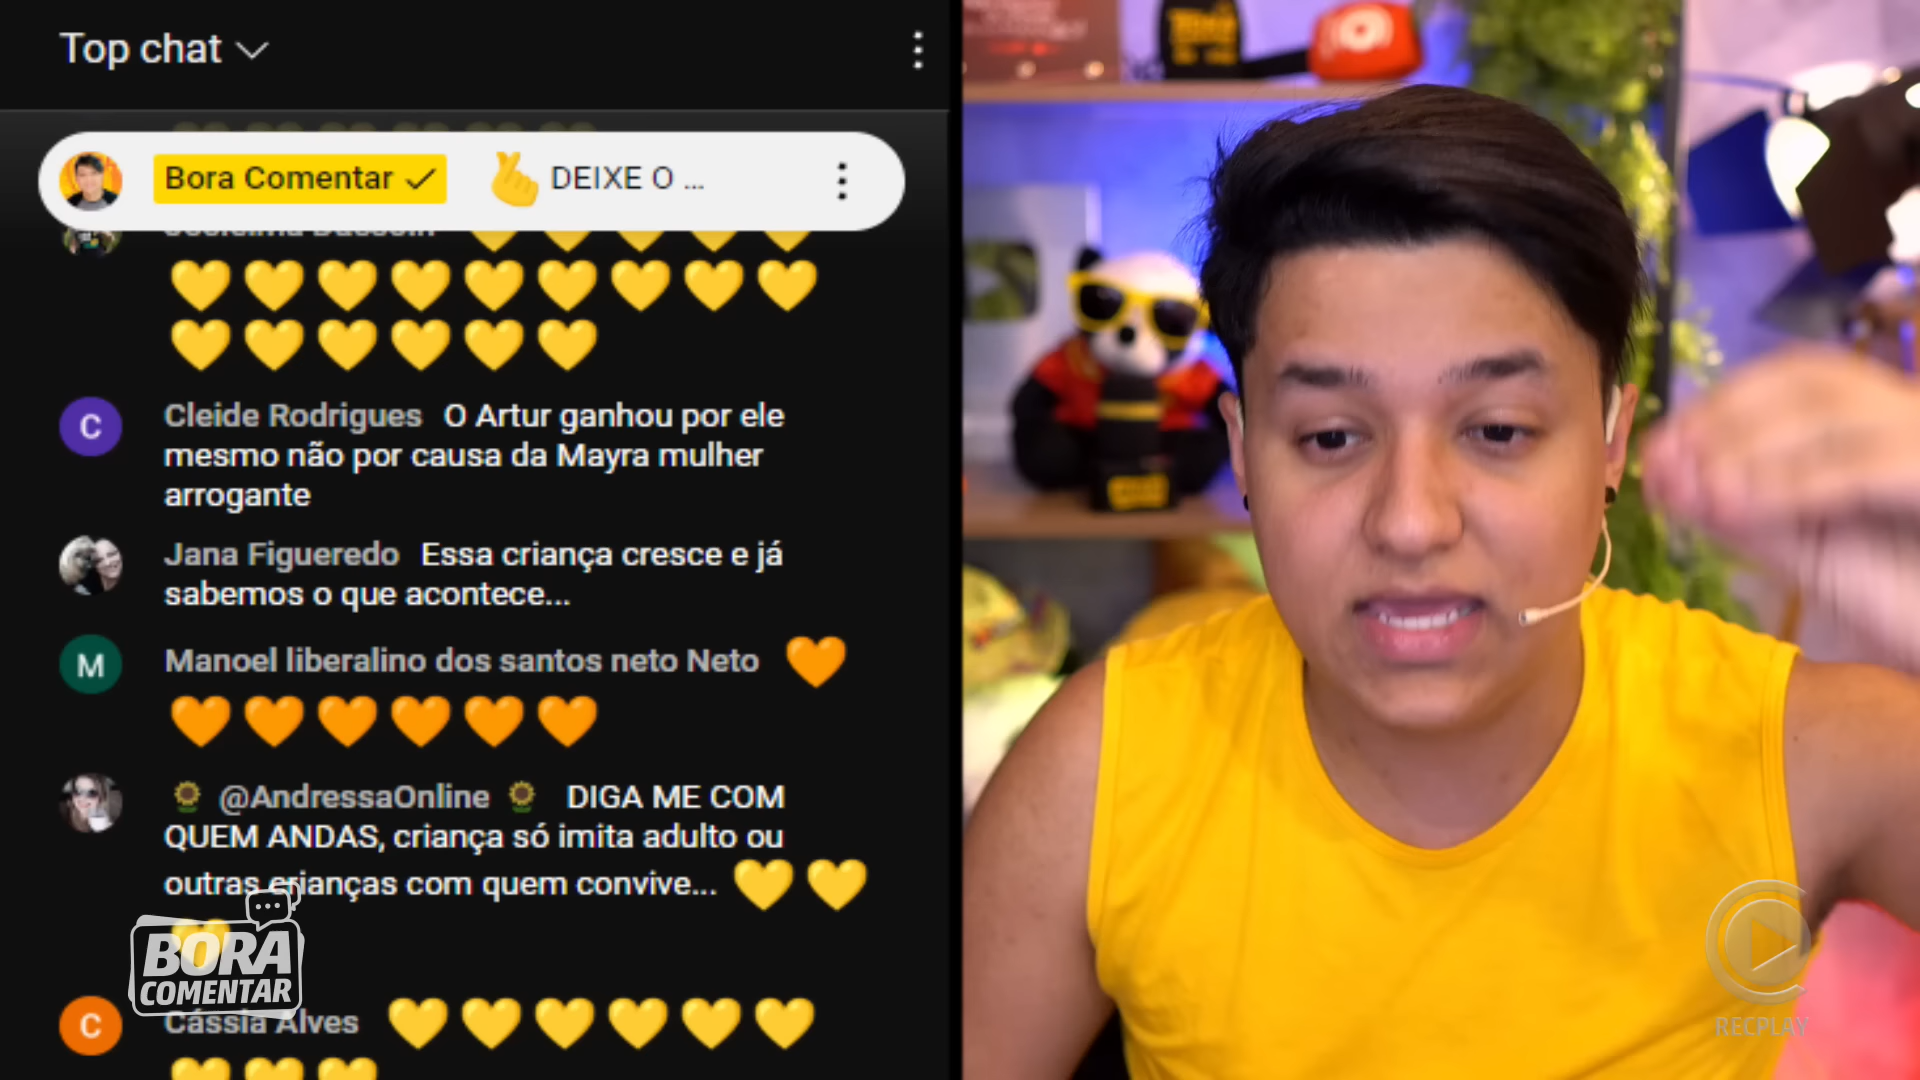 Top chat
Bora Comentar DEIXE O ...
Cleide Rodrigues O Artur ganhou por ele
mesmo não por causa da Mayra mulher
arrogante
Jana Figueredo Essa criança cresce e já
sabemos o que acontece...
Manoel liberalino dos santos neto Neto
@AndressaOnline DIGA ME COM
QUEM ANDAS, criança só imita adulto ou
outras crianças com quem convive...
BORA
COMENTAR
Cássia Alves
C
M
C
RECPLAY